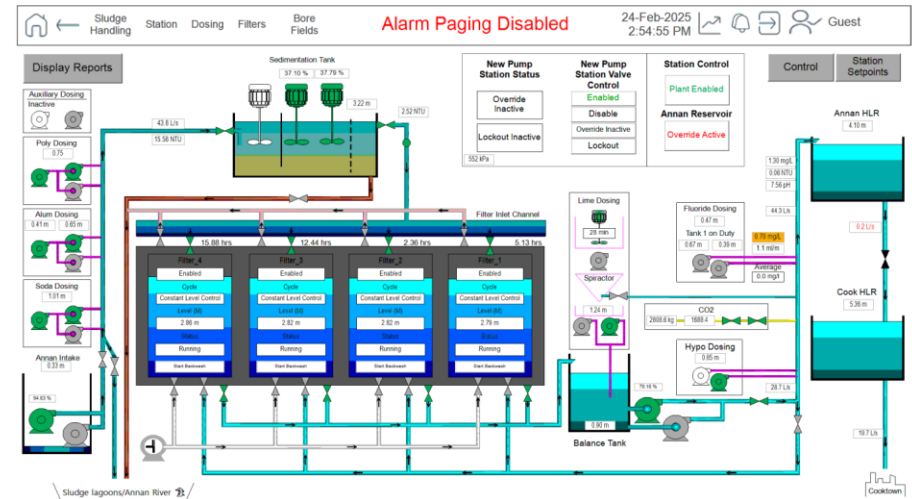 Sludge Handling
Station
Dosing
Filters
Bore Fields
Alarm Paging Disabled
24-Feb-2025
2:54:55 PM
Guest
Display Reports
Sedimentation Tank
37.10 %
37.79 %
3.22 m
2.52 NTU
43.6 L/s
15.58 NTU
New Pump
Station Status
Override
Inactive
Lockout Inactive
552 kPa
New Pump
Station Valve
Control
Enabled
Disable
Override Inactive
Lockout
Station Control
Plant Enabled
Annan Reservoir
Override Active
Control
Station
Setpoints
Auxillary Dosing
Inactive
Poly Dosing
0.75
Alum Dosing
0.41 m
0.65 m
Soda Dosing
1.01 m
Annan Intake
0.33 m
94.63 %
Filter Inlet Channel
15.88 hrs
12.44 hrs
2.36 hrs
5.13 hrs
Filter_4
Enabled
Cycle
Constant Level Control
Level (M)
2.86 m
Status
Running
Start Backwash
Filter_3
Enabled
Cycle
Constant Level Control
Level (M)
2.82 m
Status
Running
Start Backwash
Filter_2
Enabled
Cycle
Constant Level Control
Level (M)
2.82 m
Status
Running
Start Backwash
Filter_1
Enabled
Cycle
Constant Level Control
Level (M)
2.79 m
Status
Running
Start Backwash
Lime Dosing
28 min
Spiractor
1.24 m
Fluoride Dosing
0.47 m
Tank 1 on Duty
0.67 m
0.39 m
0.70 mg/L
1.1 ml/m
Average
0.0 mg/l
1.30 mg/L
0.06 NTU
7.56 pH
44.3 L/s
CO2
2608.6 kg
1688.4
Hypo Dosing
0.85 m
28.7 L/s
79.16 %
0.90 m
Balance Tank
Annan HLR
4.10 m
0.2 L/s
Cook HLR
5.36 m
19.7 L/s
Cooktown
Sludge lagoons/Annan River